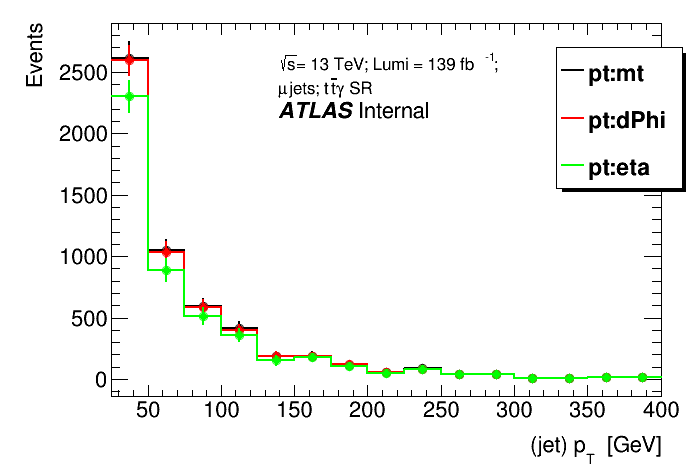 Events
√s= 13 TeV; Lumi = 139 fb ⁻¹;
μjets; tt̄γ SR
ATLAS Internal
pt:mt
pt:dPhi
pt:eta
2500
2000
1500
1000
500
0
50 100 150 200 250 300 350 400
(jet) p_T [GeV]